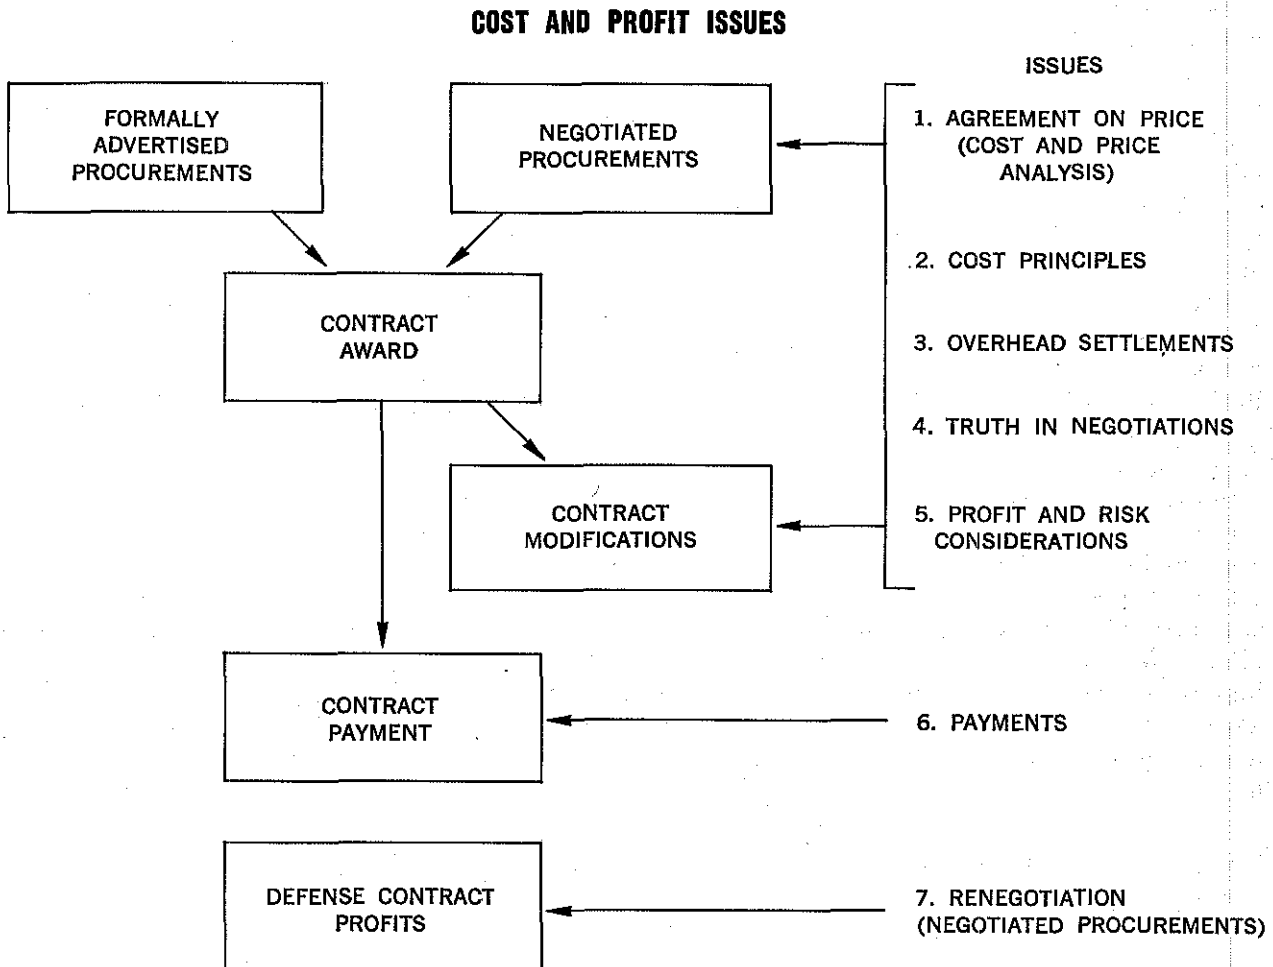 COST AND PROFIT ISSUES
FORMALLY
ADVERTISED
PROCUREMENTS
NEGOTIATED
PROCUREMENTS
CONTRACT
AWARD
CONTRACT
MODIFICATIONS
CONTRACT
PAYMENT
DEFENSE CONTRACT
PROFITS
ISSUES
1. AGREEMENT ON PRICE
(COST AND PRICE
ANALYSIS)
2. COST PRINCIPLES
3. OVERHEAD SETTLEMENTS
4. TRUTH IN NEGOTIATIONS
5. PROFIT AND RISK
CONSIDERATIONS
6. PAYMENTS
7. RENEGOTIATION
(NEGOTIATED PROCUREMENTS)